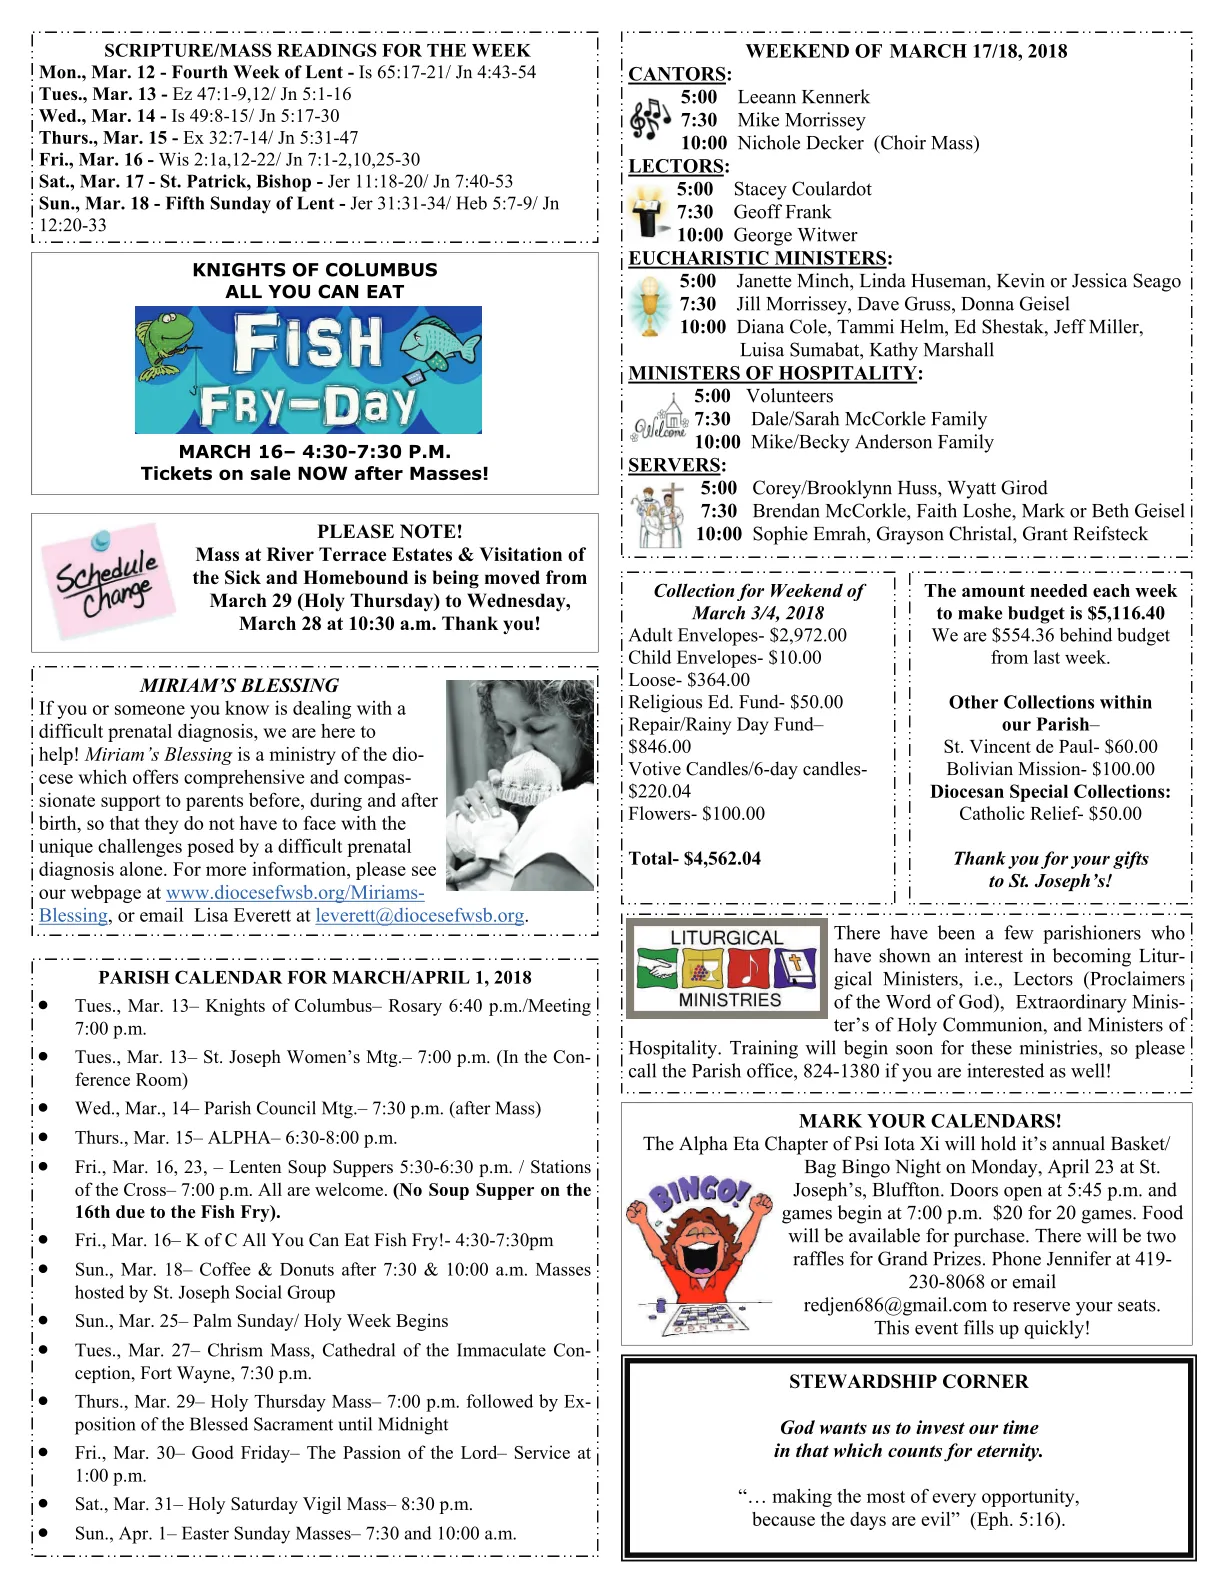 SCRIPTURE/MASS READINGS FOR THE WEEK
Mon., Mar. 12 - Fourth Week of Lent - Is 65:17-21/ Jn 4:43-54
Tues., Mar. 13 - Ez 47:1-9,12/ Jn 5:1-16
Wed., Mar. 14 - Is 49:8-15/ Jn 5:17-30
Thurs., Mar. 15 - Ex 32:7-14/ Jn 5:31-47
Fri., Mar. 16 - Wis 2:1a,12-22/ Jn 7:1-2,10,25-30
Sat., Mar. 17 - St. Patrick, Bishop - Jer 11:18-20/ Jn 7:40-53
Sun., Mar. 18 - Fifth Sunday of Lent - Jer 31:31-34/ Heb 5:7-9/ Jn
12:20-33
KNIGHTS OF COLUMBUS
ALL YOU CAN EAT
FISH
FRY-DAY
MARCH 16– 4:30-7:30 P.M.
Tickets on sale NOW after Masses!
Schedule
Change
PLEASE NOTE!
Mass at River Terrace Estates & Visitation of
the Sick and Homebound is being moved from
March 29 (Holy Thursday) to Wednesday,
March 28 at 10:30 a.m. Thank you!
MIRIAM’S BLESSING
If you or someone you know is dealing with a
difficult prenatal diagnosis, we are here to
help! Miriam’s Blessing is a ministry of the dio-
cese which offers comprehensive and compas-
sionate support to parents before, during and after
birth, so that they do not have to face with the
unique challenges posed by a difficult prenatal
diagnosis alone. For more information, please see
our webpage at www.diocesefwsb.org/Miriams-
Blessing, or email  Lisa Everett at leverett@diocesefwsb.org.
PARISH CALENDAR FOR MARCH/APRIL 1, 2018
• Tues., Mar. 13– Knights of Columbus– Rosary 6:40 p.m./Meeting
7:00 p.m.
• Tues., Mar. 13– St. Joseph Women’s Mtg.– 7:00 p.m. (In the Con-
ference Room)
• Wed., Mar., 14– Parish Council Mtg.– 7:30 p.m. (after Mass)
• Thurs., Mar. 15– ALPHA– 6:30-8:00 p.m.
• Fri., Mar. 16, 23, – Lenten Soup Suppers 5:30-6:30 p.m. / Stations
of the Cross– 7:00 p.m. All are welcome. (No Soup Supper on the
16th due to the Fish Fry).
• Fri., Mar. 16– K of C All You Can Eat Fish Fry!- 4:30-7:30pm
• Sun., Mar. 18– Coffee & Donuts after 7:30 & 10:00 a.m. Masses
hosted by St. Joseph Social Group
• Sun., Mar. 25– Palm Sunday/ Holy Week Begins
• Tues., Mar. 27– Chrism Mass, Cathedral of the Immaculate Con-
ception, Fort Wayne, 7:30 p.m.
• Thurs., Mar. 29– Holy Thursday Mass– 7:00 p.m. followed by Ex-
position of the Blessed Sacrament until Midnight
• Fri., Mar. 30– Good Friday– The Passion of the Lord– Service at
1:00 p.m.
• Sat., Mar. 31– Holy Saturday Vigil Mass– 8:30 p.m.
• Sun., Apr. 1– Easter Sunday Masses– 7:30 and 10:00 a.m.
WEEKEND OF MARCH 17/18, 2018
CANTORS:
5:00 Leeann Kennerk
7:30 Mike Morrissey
10:00 Nichole Decker (Choir Mass)
LECTORS:
5:00 Stacey Coulardot
7:30 Geoff Frank
10:00 George Witwer
EUCHARISTIC MINISTERS:
5:00 Janette Minch, Linda Huseman, Kevin or Jessica Seago
7:30 Jill Morrissey, Dave Gruss, Donna Geisel
10:00 Diana Cole, Tammi Helm, Ed Shestak, Jeff Miller,
Luisa Sumabat, Kathy Marshall
MINISTERS OF HOSPITALITY:
Welcome
5:00 Volunteers
7:30 Dale/Sarah McCorkle Family
10:00 Mike/Becky Anderson Family
SERVERS:
5:00 Corey/Brooklynn Huss, Wyatt Girod
7:30 Brendan McCorkle, Faith Loshe, Mark or Beth Geisel
10:00 Sophie Emrah, Grayson Christal, Grant Reifsteck
Collection for Weekend of
March 3/4, 2018
Adult Envelopes- $2,972.00
Child Envelopes- $10.00
Loose- $364.00
Religious Ed. Fund- $50.00
Repair/Rainy Day Fund–
$846.00
Votive Candles/6-day candles-
$220.04
Flowers- $100.00
Total- $4,562.04
The amount needed each week
to make budget is $5,116.40
We are $554.36 behind budget
from last week.
Other Collections within
our Parish–
St. Vincent de Paul- $60.00
Bolivian Mission- $100.00
Diocesan Special Collections:
Catholic Relief- $50.00
Thank you for your gifts
to St. Joseph’s!
LITURGICAL
MINISTRIES
There have been a few parishioners who
have shown an interest in becoming Litur-
gical Ministers, i.e., Lectors (Proclaimers
of the Word of God), Extraordinary Minis-
ter’s of Holy Communion, and Ministers of
Hospitality. Training will begin soon for these ministries, so please
call the Parish office, 824-1380 if you are interested as well!
MARK YOUR CALENDARS!
The Alpha Eta Chapter of Psi Iota Xi will hold it’s annual Basket/
Bag Bingo Night on Monday, April 23 at St.
Joseph’s, Bluffton. Doors open at 5:45 p.m. and
games begin at 7:00 p.m. $20 for 20 games. Food
will be available for purchase. There will be two
raffles for Grand Prizes. Phone Jennifer at 419-
230-8068 or email
redjen686@gmail.com to reserve your seats.
This event fills up quickly!
BINGO!
STEWARDSHIP CORNER
God wants us to invest our time
in that which counts for eternity.
“… making the most of every opportunity,
because the days are evil” (Eph. 5:16).